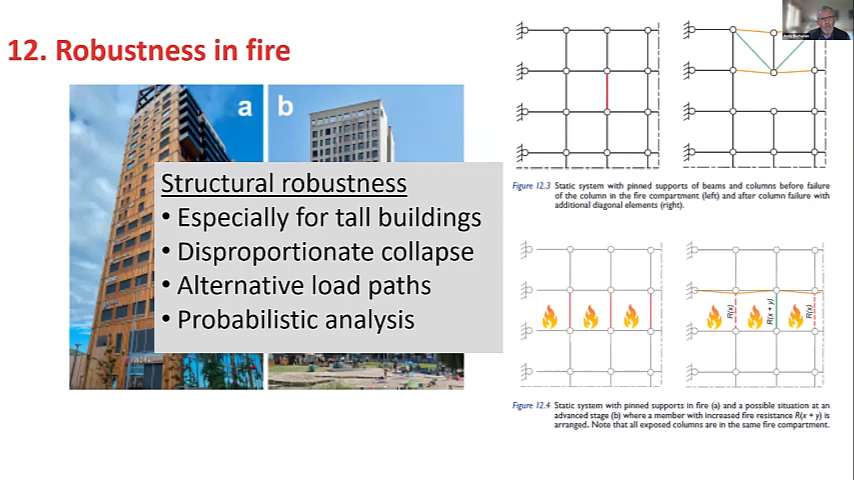 12. Robustness in fire
a
b
Structural robustness
• Especially for tall buildings
• Disproportionate collapse
• Alternative load paths
• Probabilistic analysis
Figure 12.3 Static system with pinned supports of beams and columns before failure
of the column in the fire compartment (left) and after column failure with
additional diagonal elements (right).
R(x)
R(x + y)
R(x)
Figure 12.4 Static system with pinned supports in fire (a) and a possible situation at an
advanced stage (b) where a member with increased fire resistance R(x + y) is
arranged. Note that all exposed columns are in the same fire compartment.